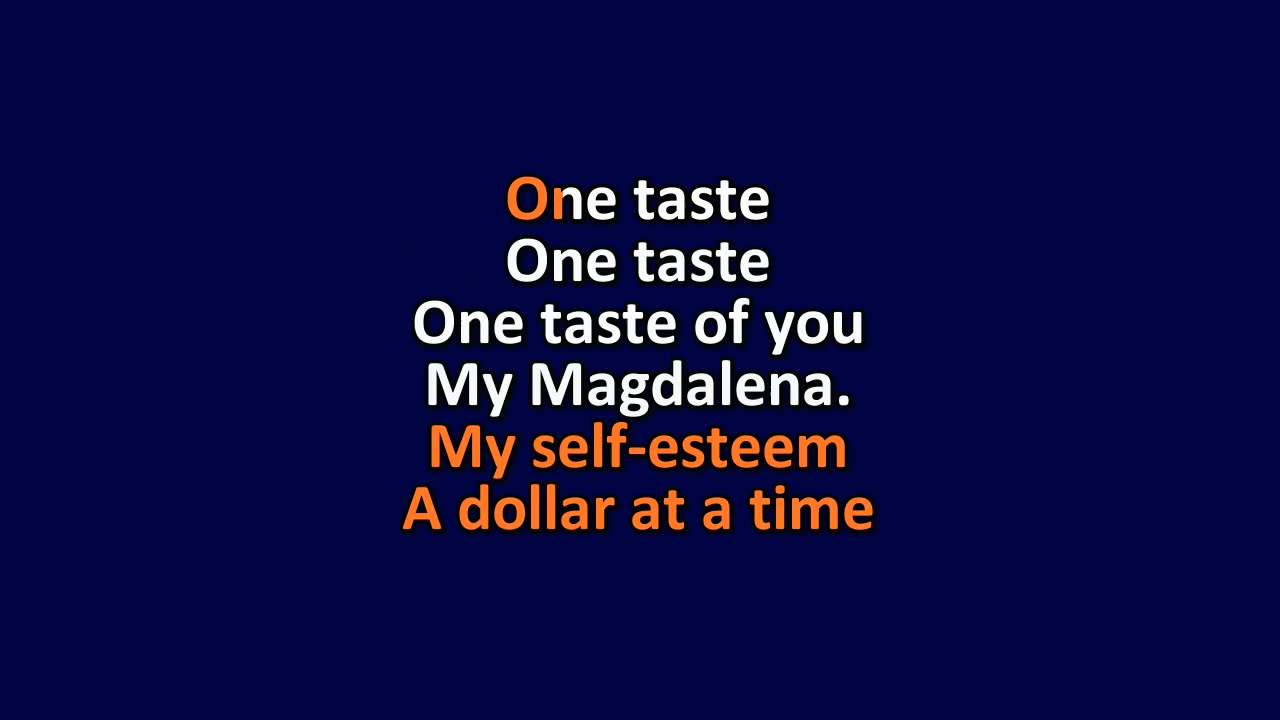 One taste
One taste
One taste of you
My Magdalena.
My self-esteem
A dollar at a time